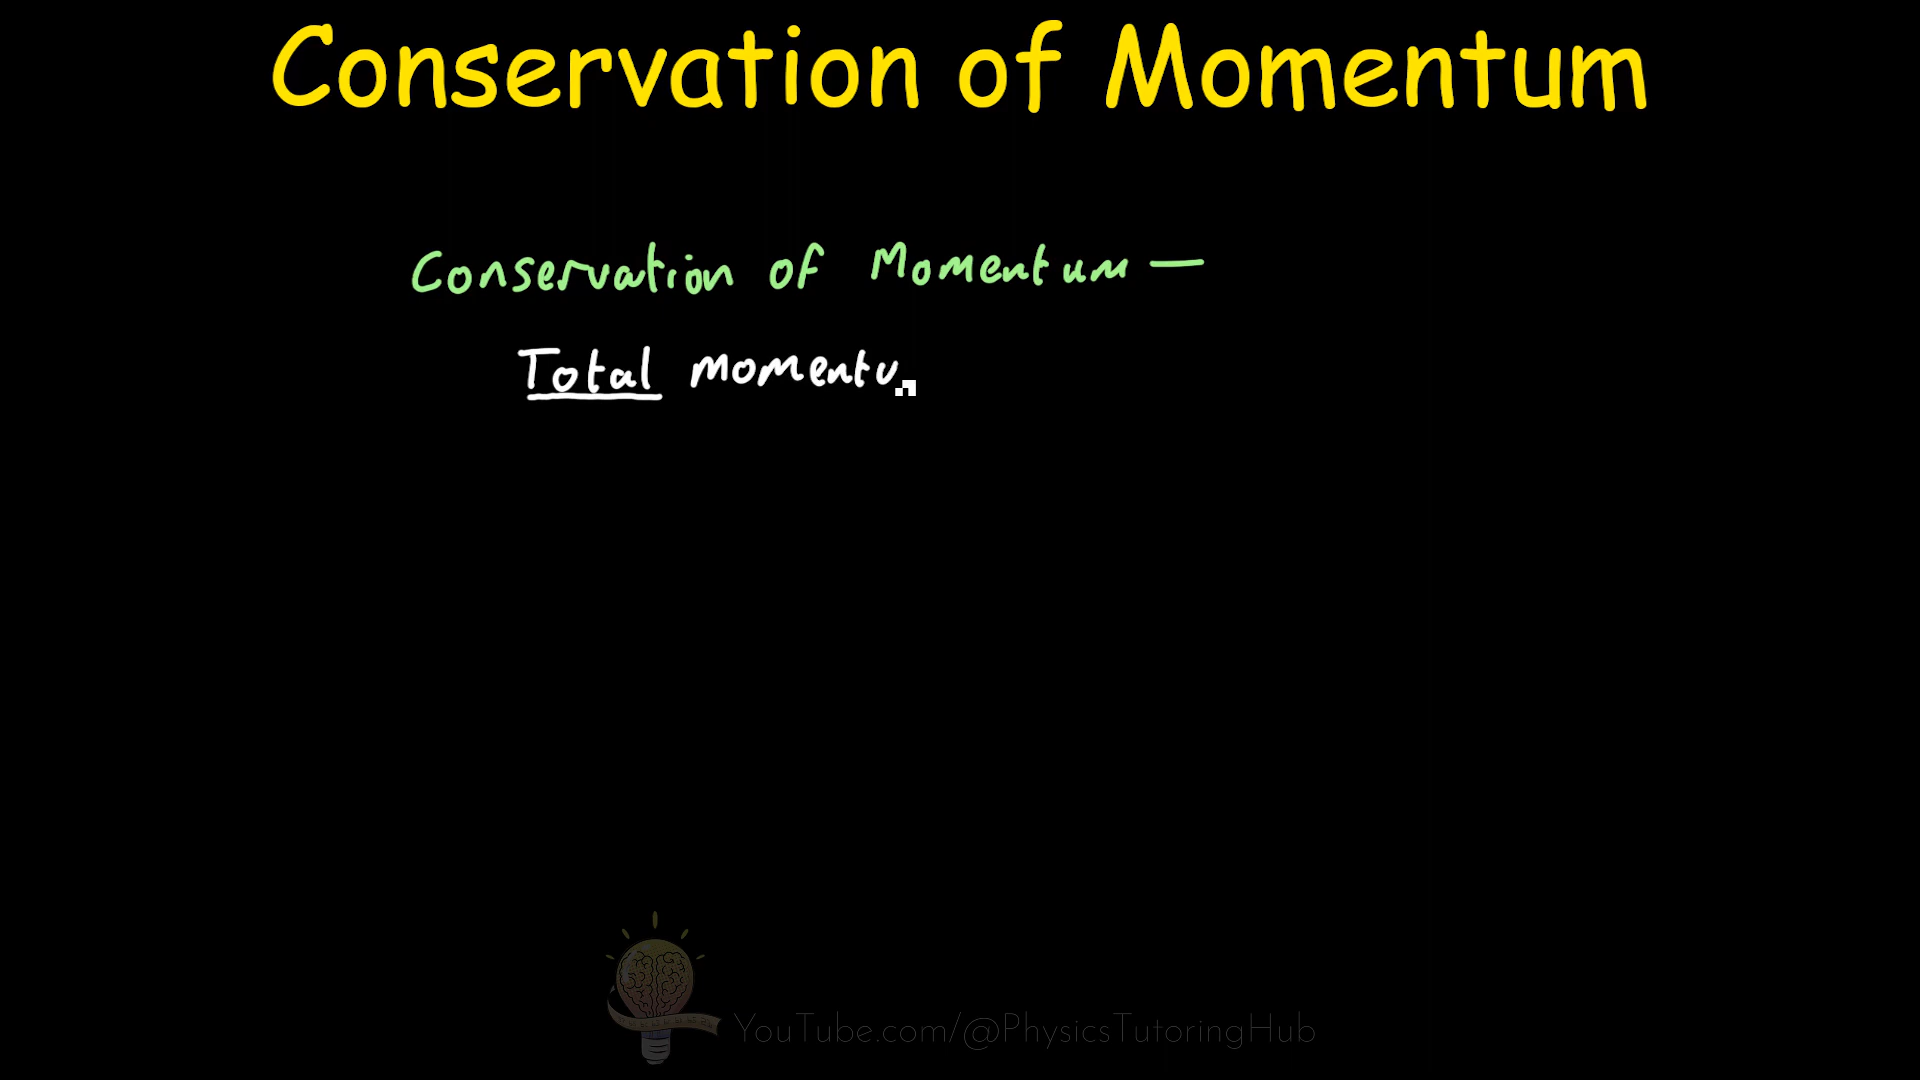 Conservation of Momentum
Conservation of Momentum —
Total momentu
YouTube.com/@PhysicsTutoringHub